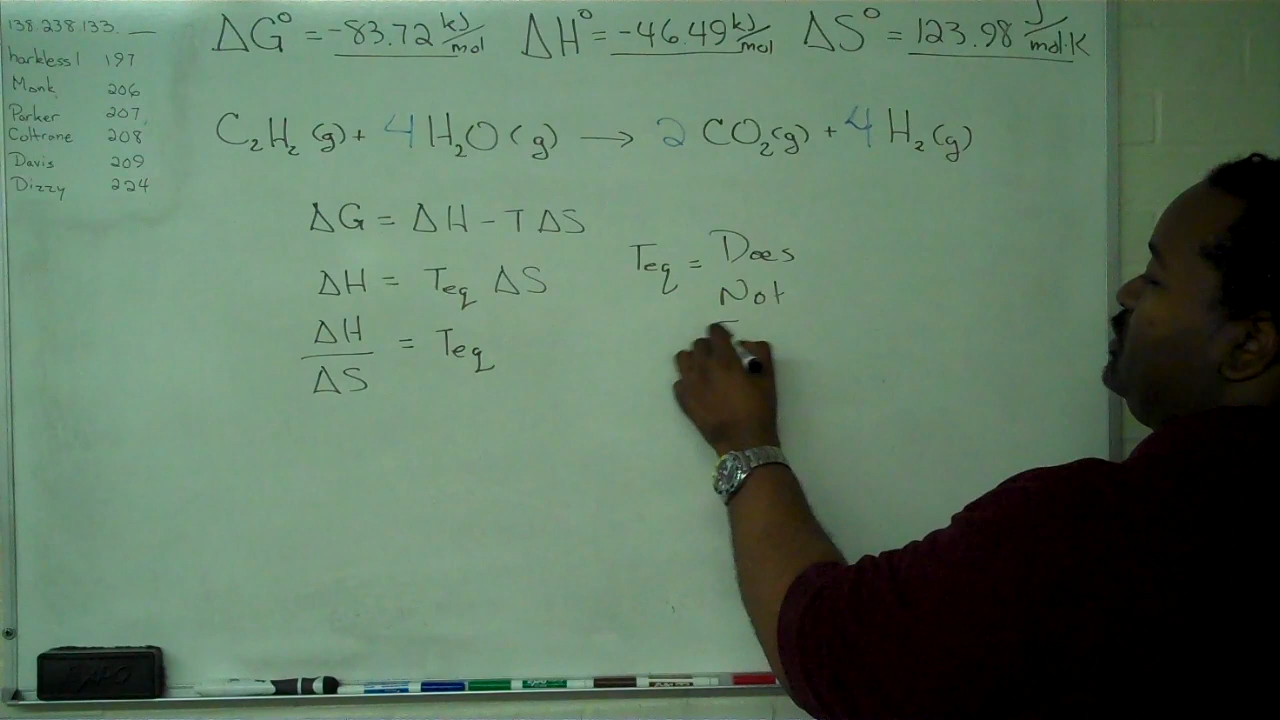 138.238.133.__
harkless1 197
Monk 206
Parker 207
Coltrane 208
Davis 209
Dizzy 224
ΔG° = -83.72 kJ/mol ΔH° = -46.49 kJ/mol ΔS° = 123.98 J/mol·K
C₂H₂(g) + 4 H₂O(g) → 2 CO₂(g) + 4 H₂(g)
ΔG = ΔH - TΔS
ΔH = Teq ΔS
ΔH/ΔS = Teq
Teq = Does
Not